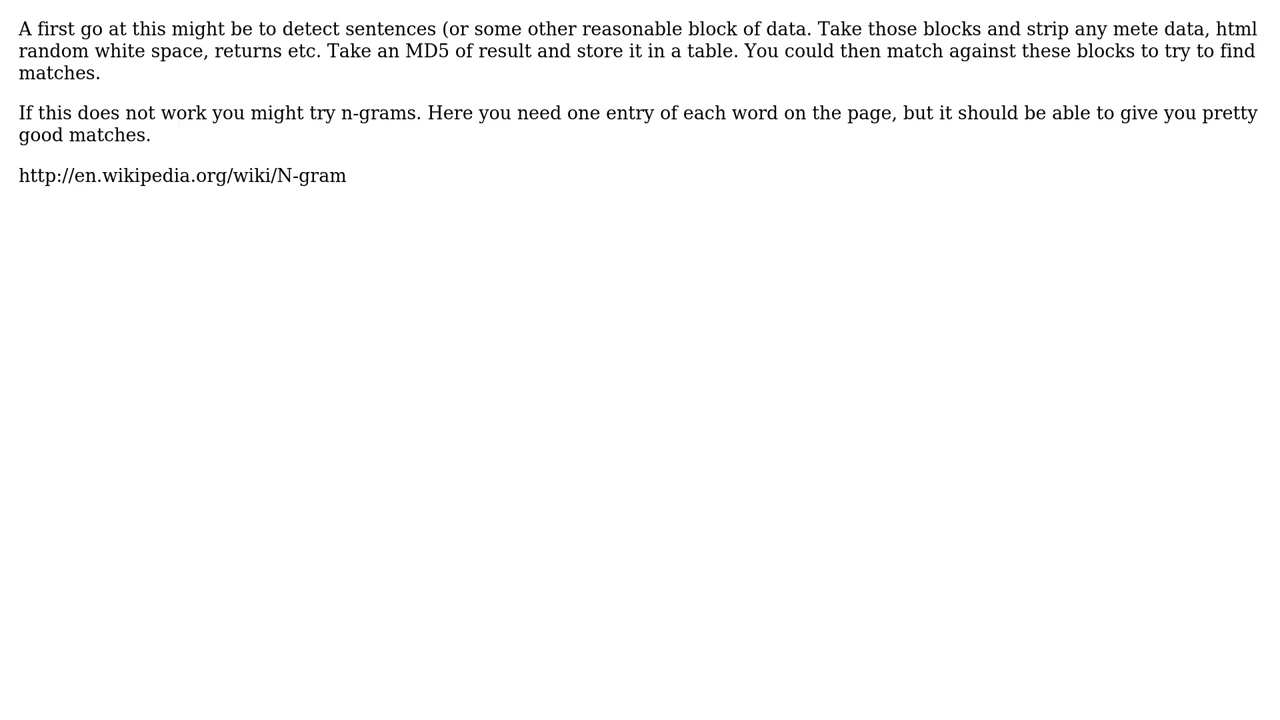 A first go at this might be to detect sentences (or some other reasonable block of data. Take those blocks and strip any mete data, html
random white space, returns etc. Take an MD5 of result and store it in a table. You could then match against these blocks to try to find
matches.
If this does not work you might try n-grams. Here you need one entry of each word on the page, but it should be able to give you pretty
good matches.
http://en.wikipedia.org/wiki/N-gram